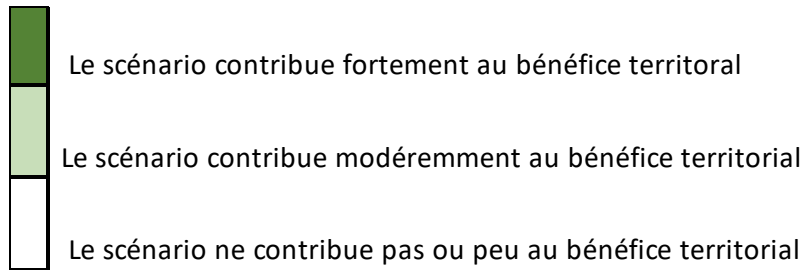 Le scénario contribue fortement au bénéfice territoral
Le scénario contribue modéremment au bénéfice territorial
Le scénario ne contribue pas ou peu au bénéfice territorial